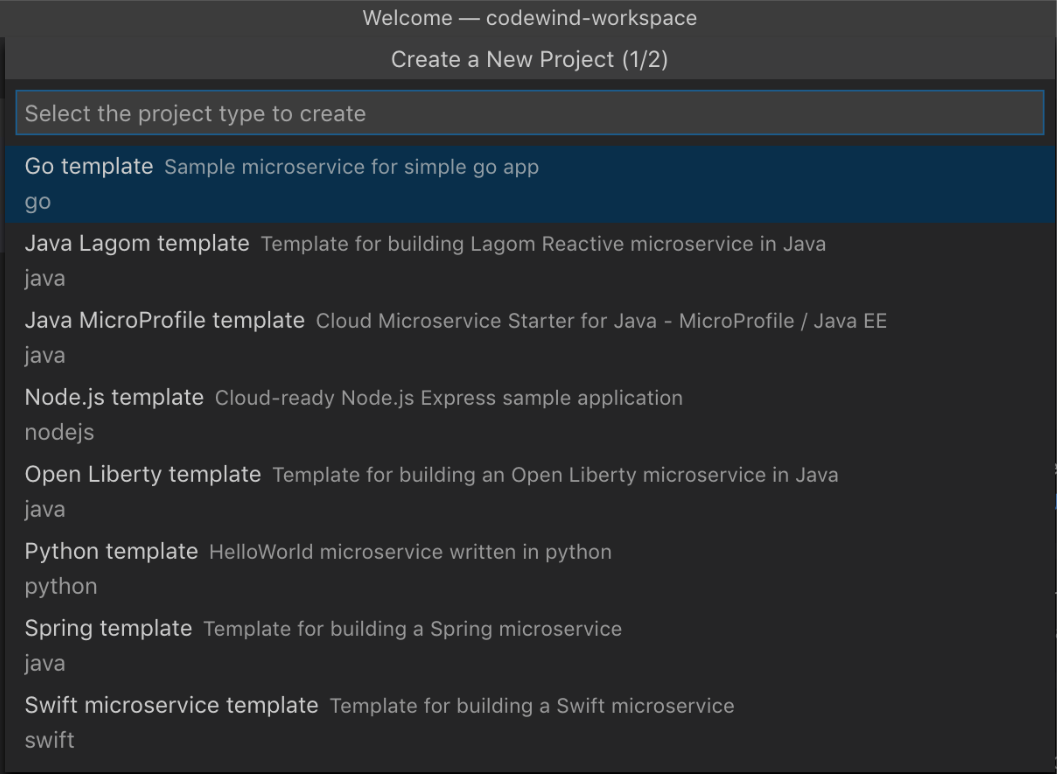 Welcome — codewind-workspace
Create a New Project (1/2)
Select the project type to create
Go template Sample microservice for simple go app
go
Java Lagom template Template for building Lagom Reactive microservice in Java
java
Java MicroProfile template Cloud Microservice Starter for Java - MicroProfile / Java EE
java
Node.js template Cloud-ready Node.js Express sample application
nodejs
Open Liberty template Template for building an Open Liberty microservice in Java
java
Python template HelloWorld microservice written in python
python
Spring template Template for building a Spring microservice
java
Swift microservice template Template for building a Swift microservice
swift